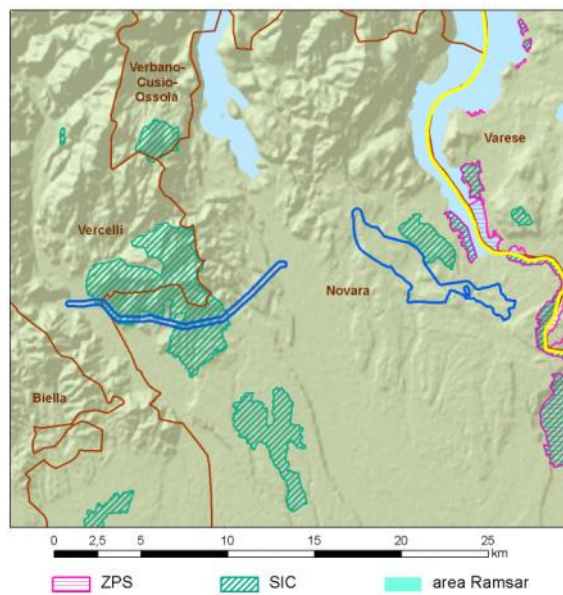 Verbano-
Cusio-
Ossola
Varese
Vercelli
Novara
Biella
0 2,5 5 10 15 20 25
km
ZPS SIC area Ramsar